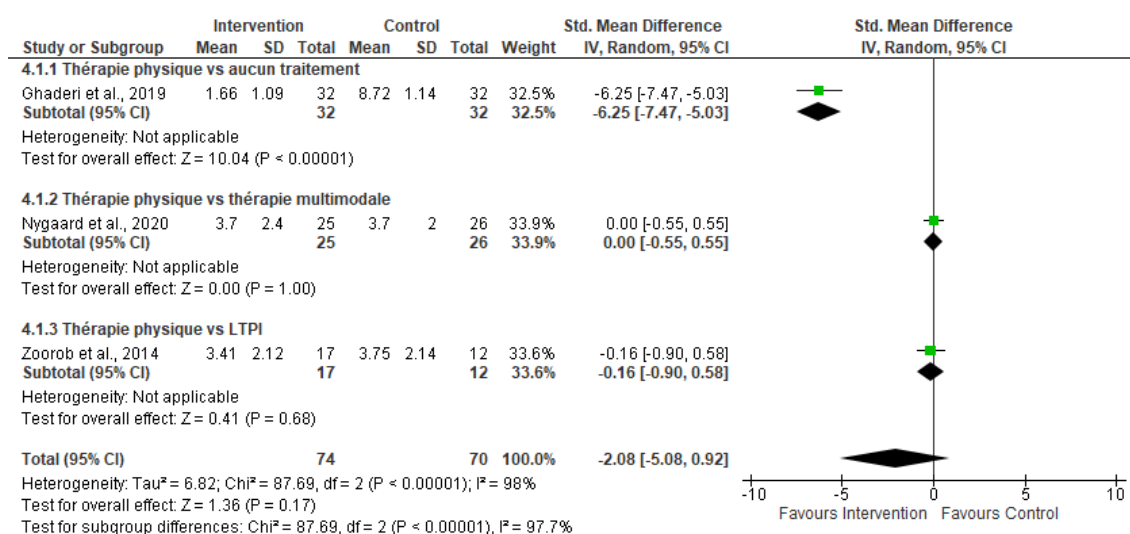 Intervention Control Std. Mean Difference Std. Mean Difference
Study or Subgroup Mean SD Total Mean SD Total Weight IV, Random, 95% CI IV, Random, 95% CI
4.1.1 Thérapie physique vs aucun traitement
Ghaderi et al., 2019 1.66 1.09 32 8.72 1.14 32 32.5% -6.25 [-7.47, -5.03]
Subtotal (95% CI) 32 32 32.5% -6.25 [-7.47, -5.03]
Heterogeneity: Not applicable
Test for overall effect: Z = 10.04 (P < 0.00001)
4.1.2 Thérapie physique vs thérapie multimodale
Nygaard et al., 2020 3.7 2.4 25 3.7 2 26 33.9% 0.00 [-0.55, 0.55]
Subtotal (95% CI) 25 26 33.9% 0.00 [-0.55, 0.55]
Heterogeneity: Not applicable
Test for overall effect: Z = 0.00 (P = 1.00)
4.1.3 Thérapie physique vs LTPI
Zoorob et al., 2014 3.41 2.12 17 3.75 2.14 12 33.6% -0.16 [-0.90, 0.58]
Subtotal (95% CI) 17 12 33.6% -0.16 [-0.90, 0.58]
Heterogeneity: Not applicable
Test for overall effect: Z = 0.41 (P = 0.68)
Total (95% CI) 74 70 100.0% -2.08 [-5.08, 0.92]
Heterogeneity: Tau² = 6.82; Chi² = 87.69, df = 2 (P < 0.00001); I² = 98%
Test for overall effect: Z = 1.36 (P = 0.17)
Test for subgroup differences: Chi² = 87.69, df = 2 (P < 0.00001), I² = 97.7%
-10 -5 0 5 10
Favours Intervention Favours Control